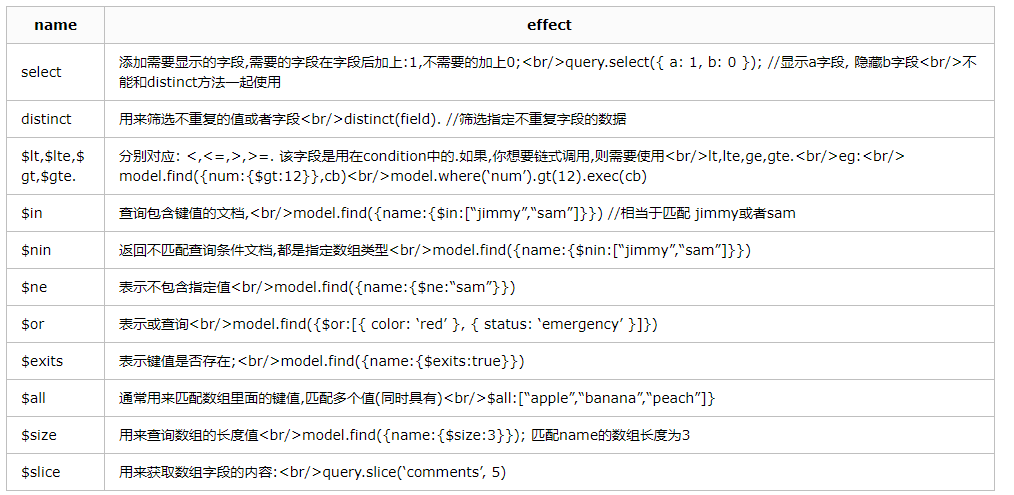 name effect
select
添加需要显示的字段,需要的字段在字段后加上:1,不需要的加上0;<br/>query.select({ a: 1, b: 0 }); //显示a字段, 隐藏b字段<br/>不
能和distinct方法一起使用
distinct 用来筛选不重复的值或者字段<br/>distinct(field). //筛选指定不重复字段的数据
$lt,$lte,$
gt,$gte.
分别对应: <,<=,>,>=. 该字段是用在condition中的.如果,你想要链式调用,则需要使用<br/>lt,lte,ge,gte.<br/>eg:<br/>
model.find({num:{$gt:12}},cb)<br/>model.where(‘num’).gt(12).exec(cb)
$in 查询包含键值的文档,<br/>model.find({name:{$in:[“jimmy”,“sam”]}}) //相当于匹配 jimmy或者sam
$nin 返回不匹配查询条件文档,都是指定数组类型<br/>model.find({name:{$nin:[“jimmy”,“sam”]}})
$ne 表示不包含指定值<br/>model.find({name:{$ne:“sam”}})
$or 表示或查询<br/>model.find({$or:[{ color: ‘red’ }, { status: ‘emergency’ }]})
$exits 表示键值是否存在;<br/>model.find({name:{$exits:true}})
$all 通常用来匹配数组里面的键值,匹配多个值(同时具有)<br/>$all:[“apple”,“banana”,“peach”]}
$size 用来查询数组的长度值<br/>model.find({name:{$size:3}}); 匹配name的数组长度为3
$slice 用来获取数组字段的内容:<br/>query.slice(‘comments’, 5)